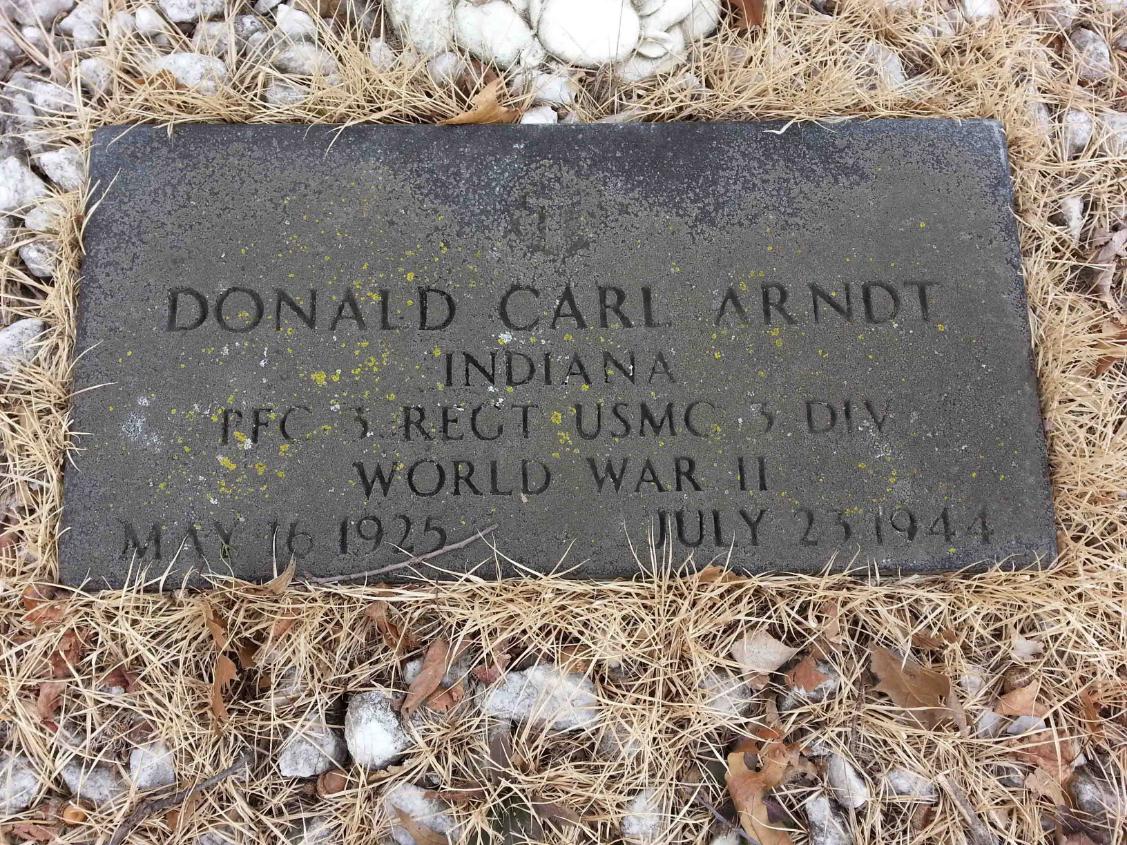 DONALD CARL ARNDT
INDIANA
PFC 3 REGT USMC 3 DIV
WORLD WAR II
MAY 16 1925 JULY 23 1944